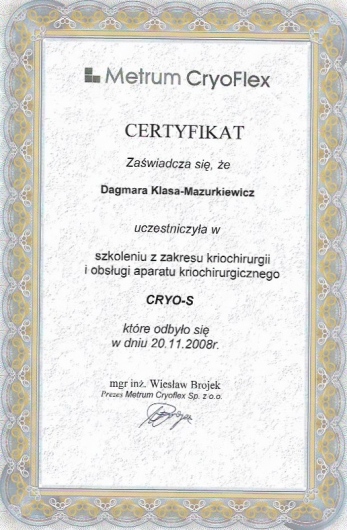 Metrum CryoFlex
CERTYFIKAT
Zaświadcza się, że
Dagmara Klasa-Mazurkiewicz
uczestniczyła w
szkoleniu z zakresu kriochirurgii
i obsługi aparatu kriochirurgicznego
CRYO-S
które odbyło się
w dniu 20.11.2008r.
mgr inż. Wiesław Brojek
Prezes Metrum Cryoflex Sp. z o.o.